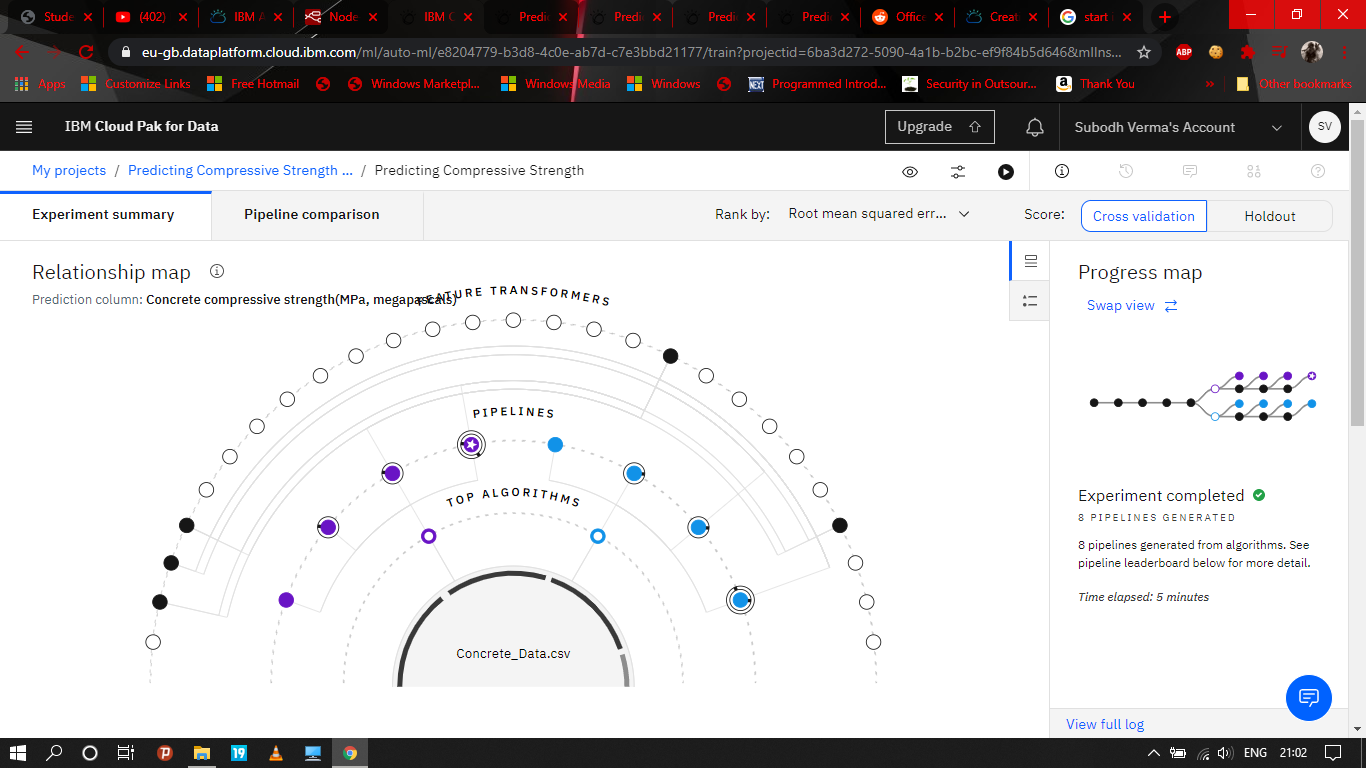 Stude
(402)
IBM A
Node
IBM C
Predic
Predic
Predic
Predic
Office
Creat
start i
eu-gb.dataplatform.cloud.ibm.com/ml/auto-ml/e8204779-b3d8-4c0e-ab7d-c7e3bbd21177/train?projectid=6ba3d272-5090-4a1b-b2bc-ef9f84b5d646&mlIns...
ABP
Apps
Customize Links
Free Hotmail
Windows Marketpl...
Windows Media
Windows
NEXT
Programmed Introd...
Security in Outsour...
Thank You
»
Other bookmarks
IBM Cloud Pak for Data
Upgrade
Subodh Verma's Account
SV
My projects / Predicting Compressive Strength ... / Predicting Compressive Strength
Experiment summary
Pipeline comparison
Rank by: Root mean squared err...
Score: Cross validation Holdout
Relationship map
Prediction column: Concrete compressive strength(MPa, megapascals)
FEATURE TRANSFORMERS
PIPELINES
TOP ALGORITHMS
Concrete_Data.csv
Progress map
Swap view
Experiment completed
8 PIPELINES GENERATED
8 pipelines generated from algorithms. See
pipeline leaderboard below for more detail.
Time elapsed: 5 minutes
View full log
19
ENG
21:02